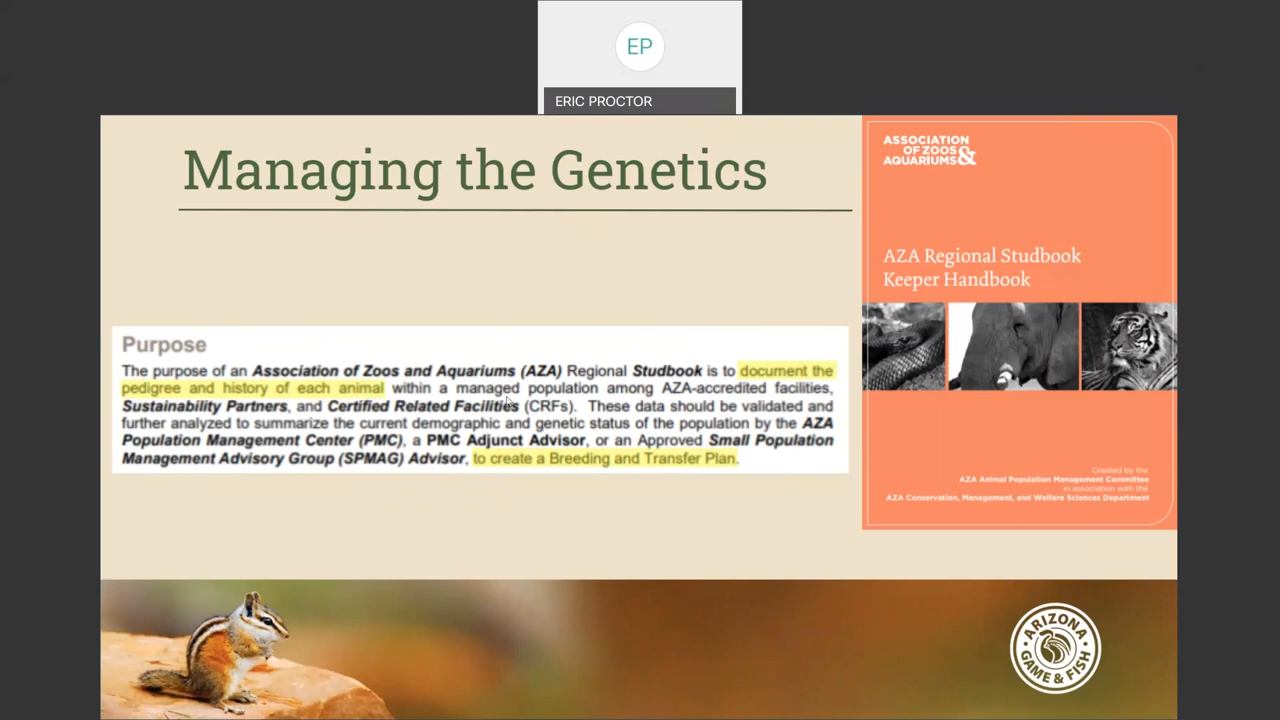 EP
ERIC PROCTOR
Managing the Genetics
Purpose
The purpose of an Association of Zoos and Aquariums (AZA) Regional Studbook is to document the
pedigree and history of each animal within a managed population among AZA-accredited facilities,
Sustainability Partners, and Certified Related Facilities (CRFs). These data should be validated and
further analyzed to summarize the current demographic and genetic status of the population by the AZA
Population Management Center (PMC), a PMC Adjunct Advisor, or an Approved Small Population
Management Advisory Group (SPMAG) Advisor, to create a Breeding and Transfer Plan.
ASSOCIATION
OF ZOOS &
AQUARIUMS
AZA Regional Studbook
Keeper Handbook
Created by the
AZA Animal Population Management Committee
in association with the
AZA Conservation, Management, and Welfare Sciences Department
ARIZONA
GAME & FISH